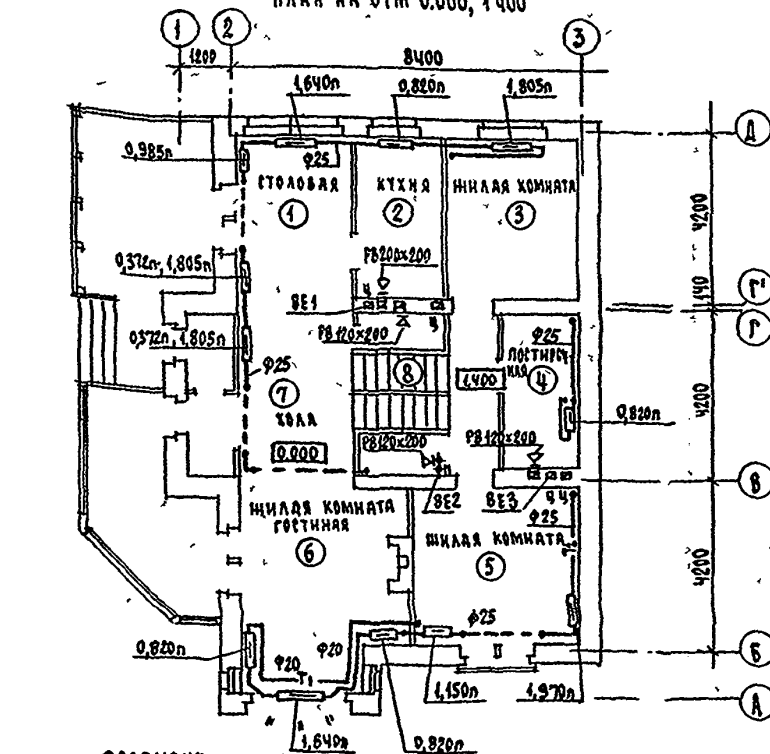 ПЛАН НА ОТМ 0.000, 1400
1 2 3
1200 8400
1,640п 0,820п 1,805п
Д
0,985п
Ф25
СТОЛОВАЯ КУХНЯ ЖИЛАЯ КОМНАТА
1 2 3
4200
РВ200х200
0,372п, 1,805п
Ц
ВЕ1
Ц
140
Г'
Г
РВ120х200
0,372п, 1,805п
Ф25
Ф25
8
1,400
4
7
ХОЛЛ
0,820п
4200
0.000
РВ120х200
РВ120х200
В
ВЕ2
ВЕ3
Ц Ц
ЖИЛАЯ КОМНАТА
ГОСТИНАЯ
Ф25
ЖИЛАЯ КОМНАТА
6
5
4200
Ф25
0,820п
Ф20
Ф20
Т1
Б
1,150п 1,970п
А
1,640п 0,820п